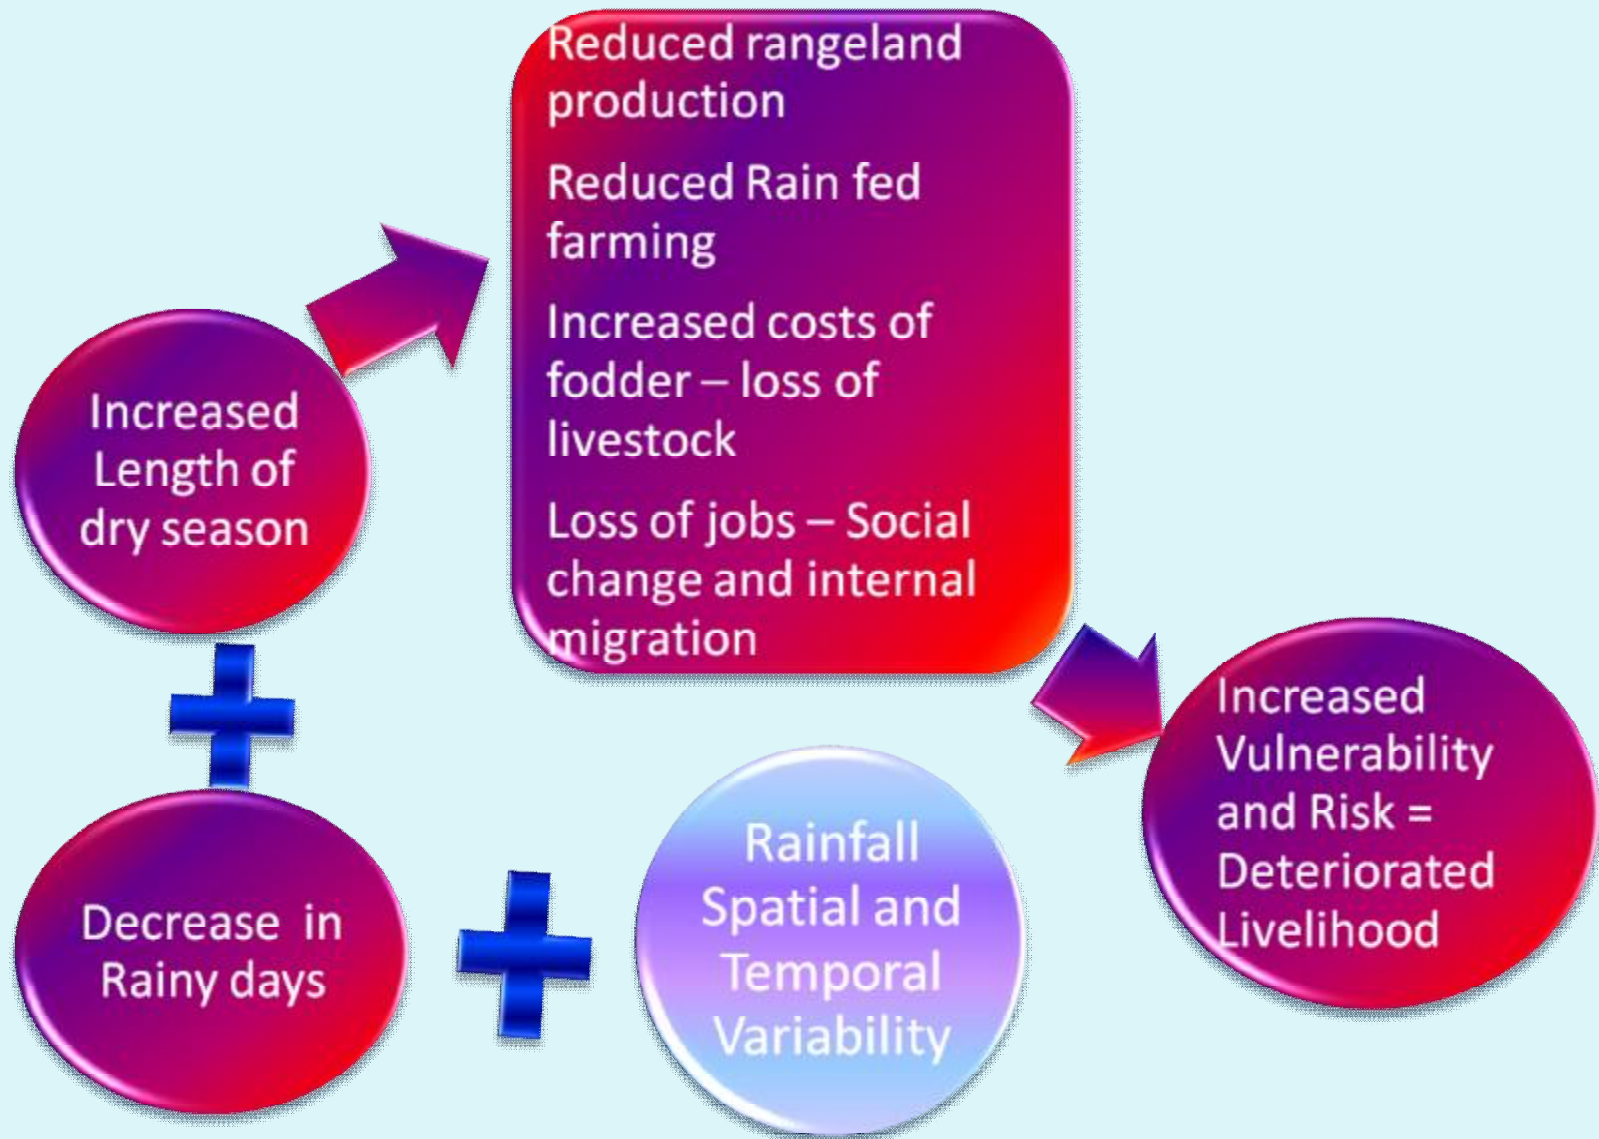 Reduced rangeland
production
Reduced Rain fed
farming
Increased costs of
fodder – loss of
livestock
Loss of jobs – Social
change and internal
migration
Increased
Length of
dry season
Decrease in
Rainy days
Rainfall
Spatial and
Temporal
Variability
Increased
Vulnerability
and Risk =
Deteriorated
Livelihood